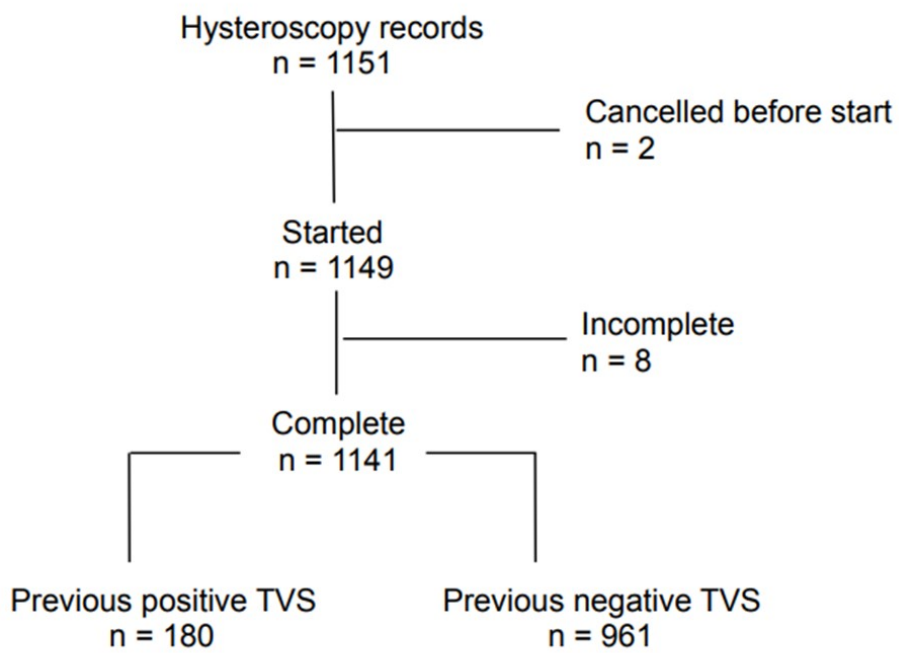 Hysteroscopy records
n = 1151
Cancelled before start
n = 2
Started
n = 1149
Incomplete
n = 8
Complete
n = 1141
Previous positive TVS
n = 180
Previous negative TVS
n = 961